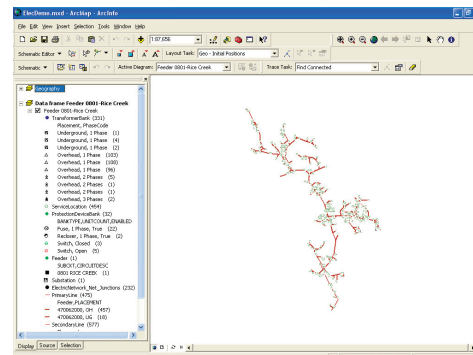 ElecDemo.mxd - ArcMap - ArcInfo
File Edit View Insert Selection Tools Window Help
1:87,656
Schematic Editor Layout Task: Geo - Initial Positions
Schematic Active Diagram: Feeder 0801-Rice Creek Trace Task: Find Connected
Geography
Data frame Feeder 0801-Rice Creek
Feeder 0801-Rice Creek
TransformerBank (331)
Placement, PhaseCode
Underground, 1 Phase (1)
Underground, 1 Phase (4)
Underground, 1 Phase (2)
Overhead, 1 Phase (103)
Overhead, 1 Phase (108)
Overhead, 1 Phase (96)
Overhead, 2 Phases (5)
Overhead, 2 Phases (1)
Overhead, 2 Phases (1)
Overhead, 3 Phases (2)
ServiceLocation (454)
ProtectionDeviceBank (32)
BANKTYPE,UNITCOUNT,ENABLED
Fuse, 1 Phase, True (22)
Recloser, 1 Phase, True (2)
Switch, Closed (3)
Switch, Open (5)
Feeder (1)
SUBCKT,CIRCUITDESC
0801 RICE CREEK (1)
Substation (1)
ElectricNetwork_Net_Junctions (232)
PrimaryLine (475)
Feeder,PLACEMENT
470062000, OH (457)
470062000, UG (18)
SecondaryLine (577)
Display Source Selection